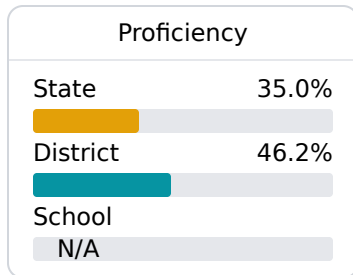 Proficiency
State 35.0%
District 46.2%
School
N/A